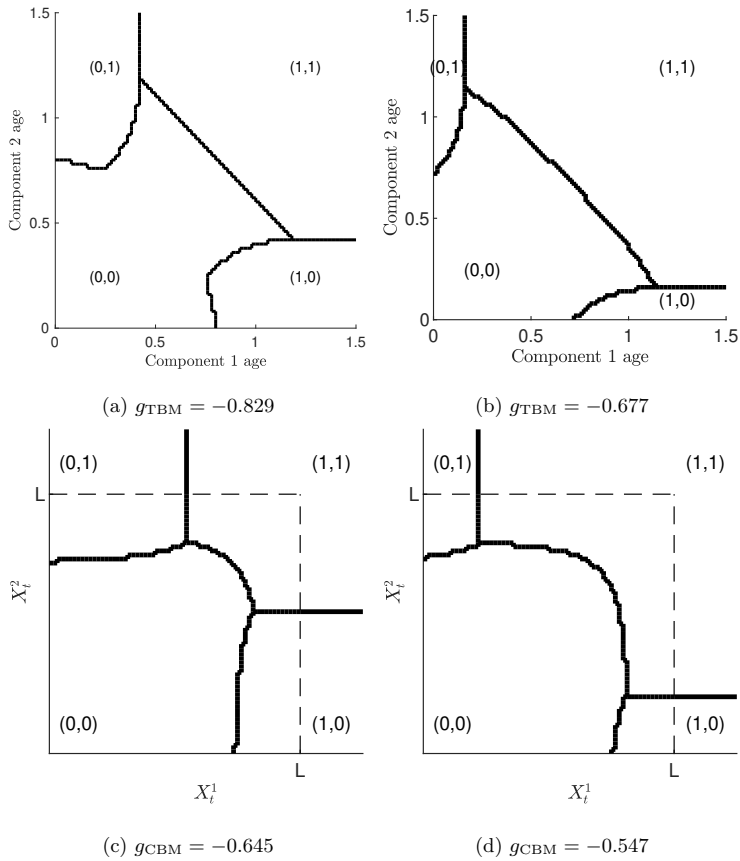 1.5
(0,1)
(1,1)
1
Component 2 age
0.5
(0,0)
(1,0)
0
0
0.5
1
1.5
Component 1 age
(a) g_TBM = −0.829
1.5
(0,1)
(1,1)
1
Component 2 age
0.5
(0,0)
(1,0)
0
0
0.5
1
1.5
Component 1 age
(b) g_TBM = −0.677
(0,1)
(1,1)
L
X_t^2
(0,0)
(1,0)
L
X_t^1
(c) g_CBM = −0.645
(0,1)
(1,1)
L
X_t^2
(0,0)
(1,0)
L
X_t^1
(d) g_CBM = −0.547